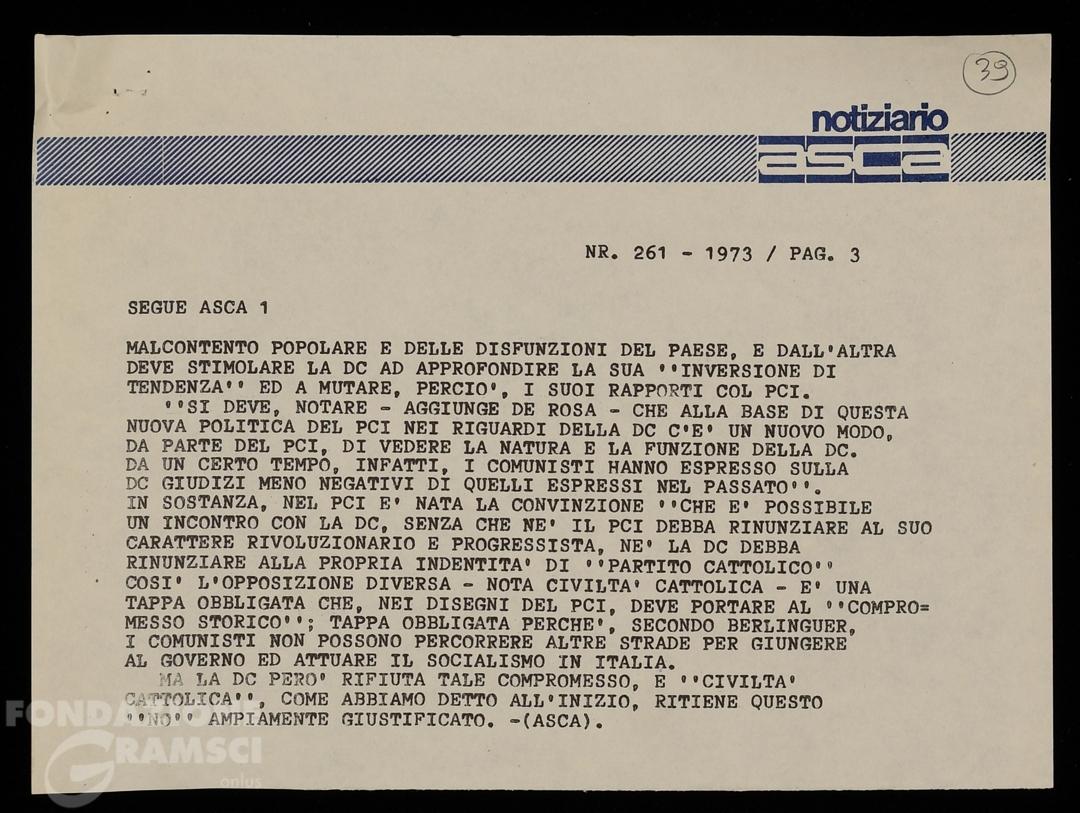 39
notiziario
asca
NR. 261 - 1973 / PAG. 3
SEGUE ASCA 1
MALCONTENTO POPOLARE E DELLE DISFUNZIONI DEL PAESE, E DALL'ALTRA
DEVE STIMOLARE LA DC AD APPROFONDIRE LA SUA ''INVERSIONE DI
TENDENZA'' ED A MUTARE, PERCIO', I SUOI RAPPORTI COL PCI.
''SI DEVE, NOTARE - AGGIUNGE DE ROSA - CHE ALLA BASE DI QUESTA
NUOVA POLITICA DEL PCI NEI RIGUARDI DELLA DC C'E' UN NUOVO MODO,
DA PARTE DEL PCI, DI VEDERE LA NATURA E LA FUNZIONE DELLA DC.
DA UN CERTO TEMPO, INFATTI, I COMUNISTI HANNO ESPRESSO SULLA
DC GIUDIZI MENO NEGATIVI DI QUELLI ESPRESSI NEL PASSATO''.
IN SOSTANZA, NEL PCI E' NATA LA CONVINZIONE ''CHE E' POSSIBILE
UN INCONTRO CON LA DC, SENZA CHE NE' IL PCI DEBBA RINUNZIARE AL SUO
CARATTERE RIVOLUZIONARIO E PROGRESSISTA, NE' LA DC DEBBA
RINUNZIARE ALLA PROPRIA INDENTITA' DI ''PARTITO CATTOLICO''
COSI' L'OPPOSIZIONE DIVERSA - NOTA CIVILTA' CATTOLICA - E' UNA
TAPPA OBBLIGATA CHE, NEI DISEGNI DEL PCI, DEVE PORTARE AL ''COMPRO=
MESSO STORICO''; TAPPA OBBLIGATA PERCHE', SECONDO BERLINGUER,
I COMUNISTI NON POSSONO PERCORRERE ALTRE STRADE PER GIUNGERE
AL GOVERNO ED ATTUARE IL SOCIALISMO IN ITALIA.
MA LA DC PERO' RIFIUTA TALE COMPROMESSO, E ''CIVILTA'
CATTOLICA'', COME ABBIAMO DETTO ALL'INIZIO, RITIENE QUESTO
''NO'' AMPIAMENTE GIUSTIFICATO. -(ASCA).
FONDAZIONE
GRAMSCI
onlus